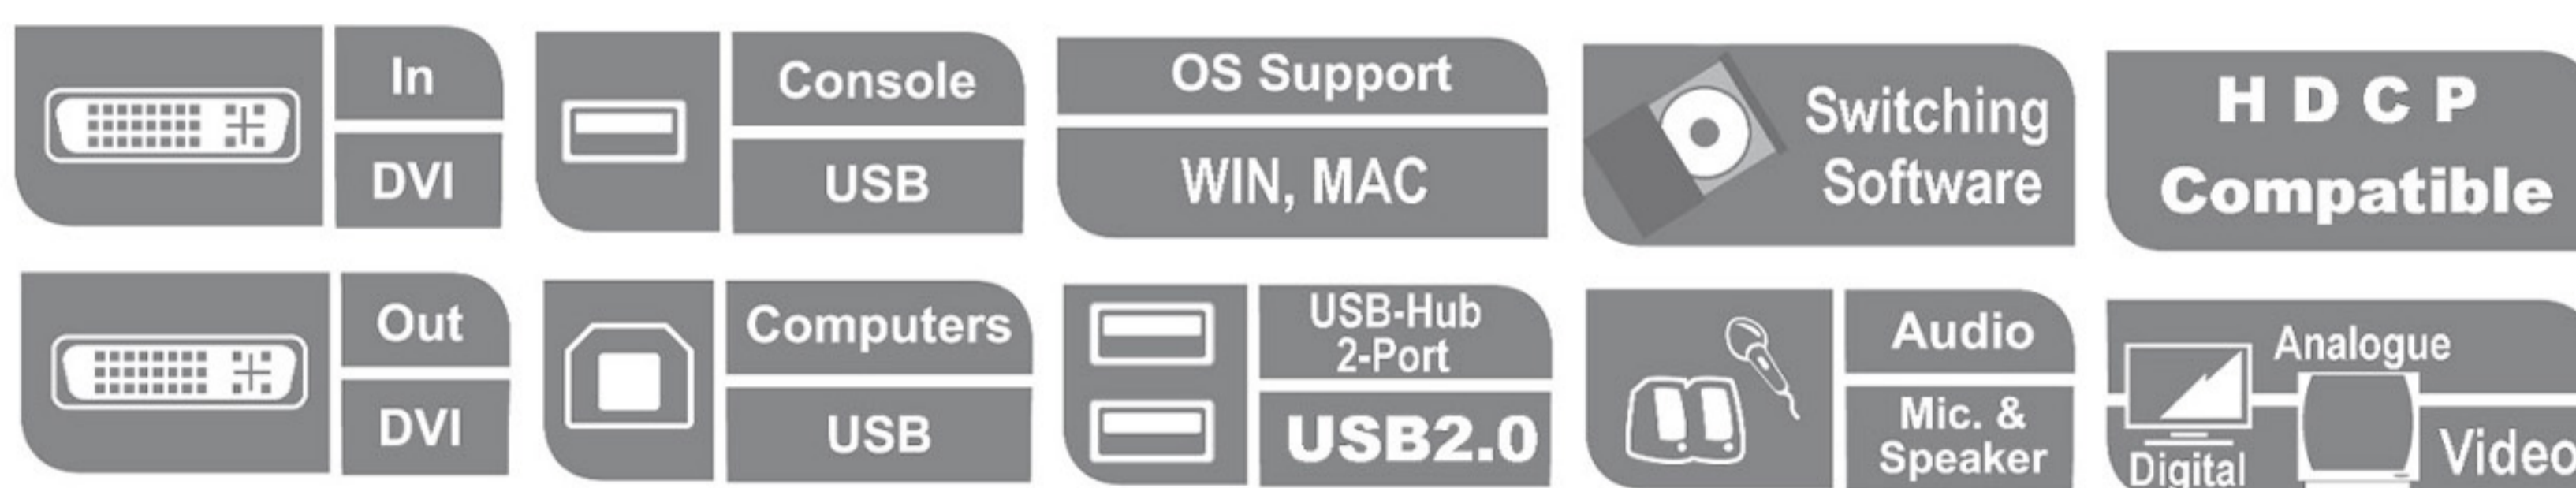 In
DVI
Console
USB
OS Support
WIN, MAC
Switching
Software
H D C P
Compatible
Out
DVI
Computers
USB
USB-Hub
2-Port
USB2.0
Audio
Mic. &
Speaker
Analogue
Digital
Video